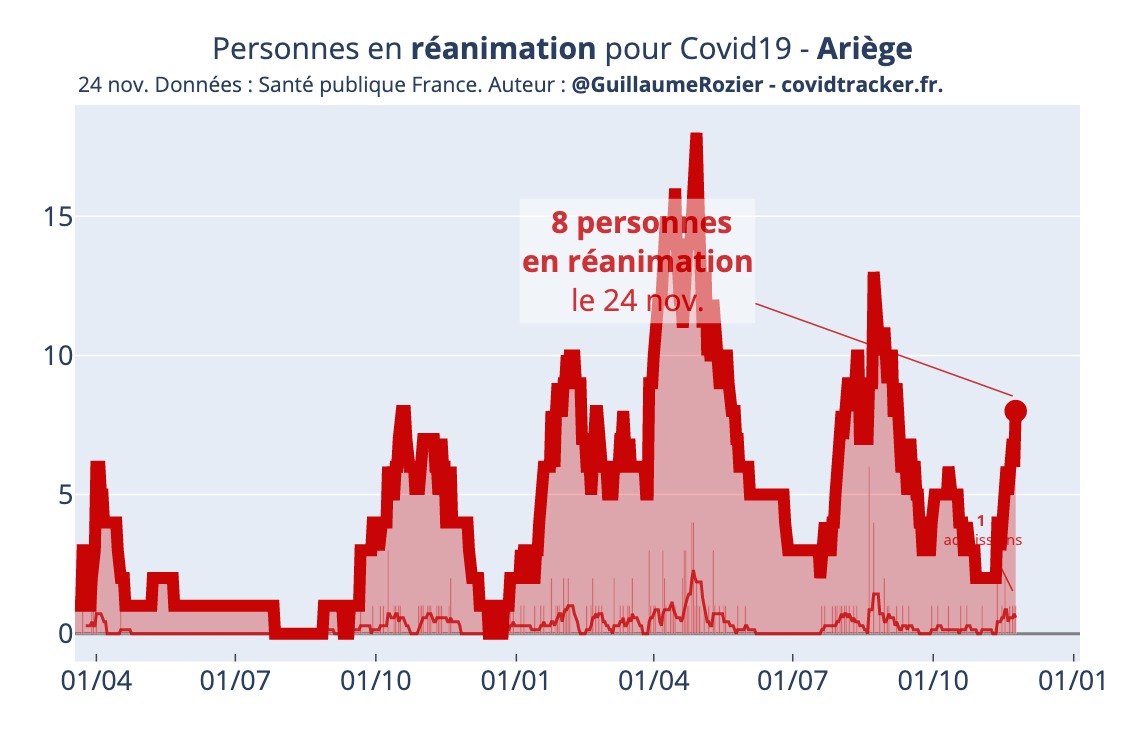 Personnes en réanimation pour Covid19 - Ariège
24 nov. Données : Santé publique France. Auteur : @GuillaumeRozier - covidtracker.fr.
15
10
5
0
8 personnes
en réanimation
le 24 nov.
1
admissions
01/04
01/07
01/10
01/01
01/04
01/07
01/10
01/01